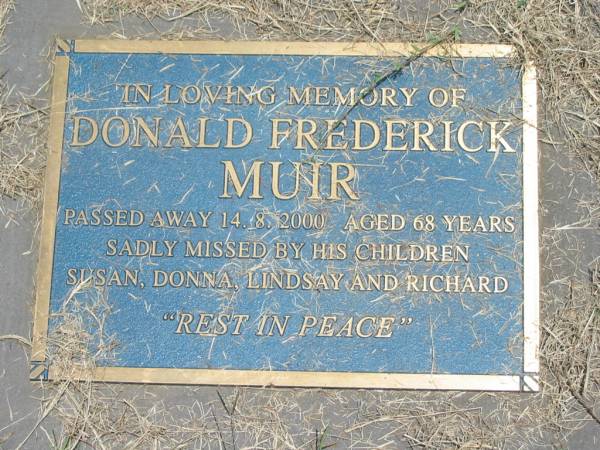 IN LOVING MEMORY OF
DONALD FREDERICK
MUIR
PASSED AWAY 14. 8. 2000 AGED 68 YEARS
SADLY MISSED BY HIS CHILDREN
SUSAN, DONNA, LINDSAY AND RICHARD
"REST IN PEACE"